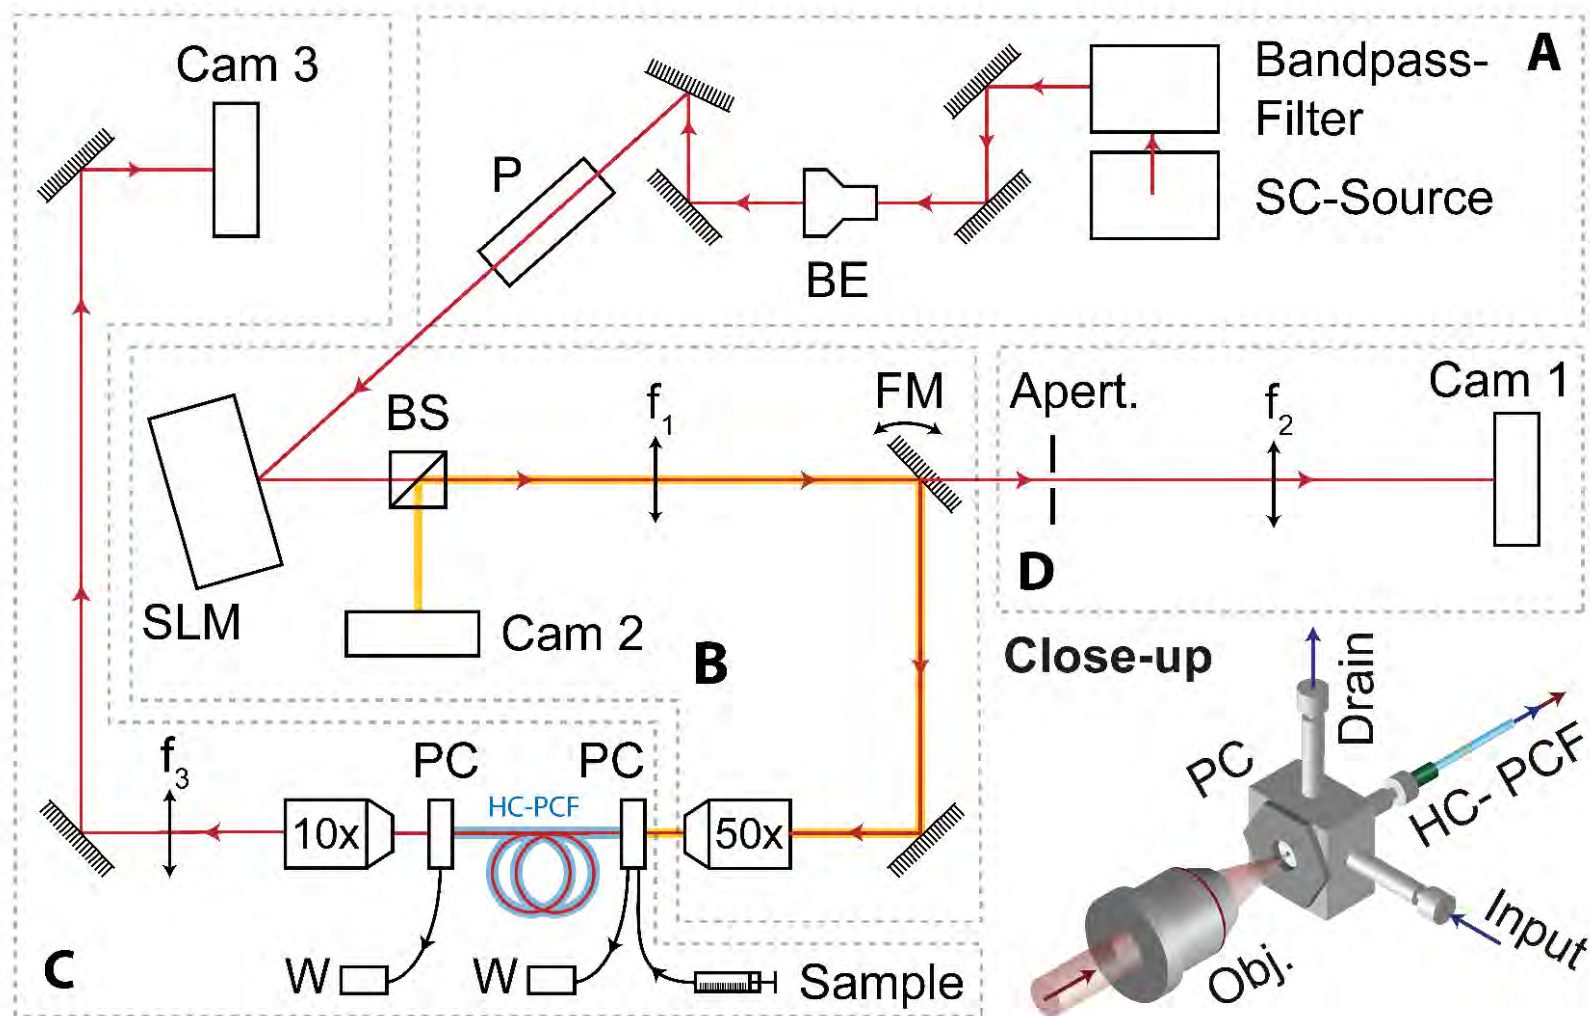 Cam 3
Bandpass-
Filter
A
SC-Source
P
BE
BS
f1
FM
Apert.
f2
Cam 1
SLM
Cam 2
B
D
Close-up
Drain
PC
HC- PCF
Input
Obj.
f3
PC
HC-PCF
PC
10x
50x
C
W
W
Sample